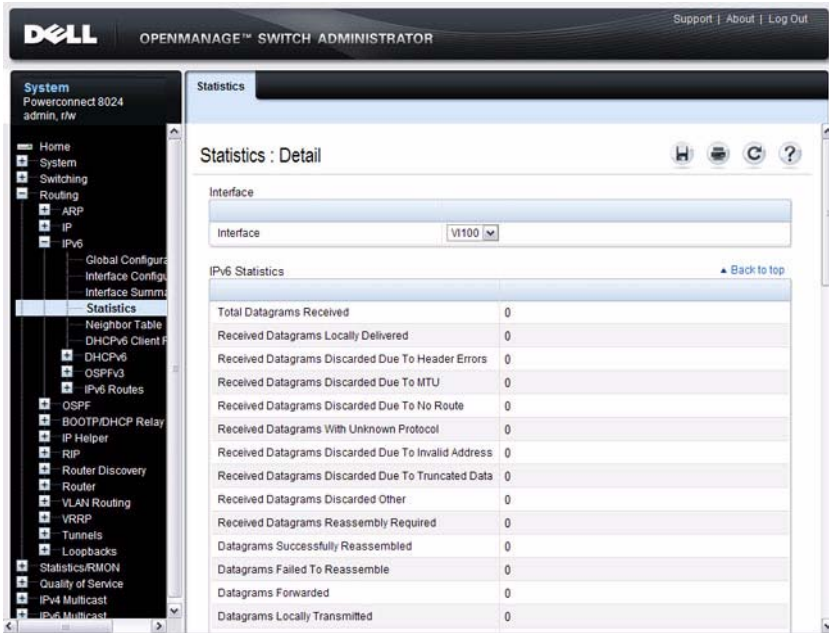 DELL
OPENMANAGE™ SWITCH ADMINISTRATOR
Support | About | Log Out
System
Powerconnect 8024
admin, r/w
Home
System
Switching
Routing
ARP
IP
IPv6
Global Configura
Interface Configu
Interface Summa
Statistics
Neighbor Table
DHCPv6 Client P
DHCPv6
OSPFv3
IPv6 Routes
OSPF
BOOTP/DHCP Relay
IP Helper
RIP
Router Discovery
Router
VLAN Routing
VRRP
Tunnels
Loopbacks
Statistics/RMON
Quality of Service
IPv4 Multicast
IPv6 Multicast
Statistics
Statistics : Detail
Interface
Interface Vl100
IPv6 Statistics
Back to top
Total Datagrams Received 0
Received Datagrams Locally Delivered 0
Received Datagrams Discarded Due To Header Errors 0
Received Datagrams Discarded Due To MTU 0
Received Datagrams Discarded Due To No Route 0
Received Datagrams With Unknown Protocol 0
Received Datagrams Discarded Due To Invalid Address 0
Received Datagrams Discarded Due To Truncated Data 0
Received Datagrams Discarded Other 0
Received Datagrams Reassembly Required 0
Datagrams Successfully Reassembled 0
Datagrams Failed To Reassemble 0
Datagrams Forwarded 0
Datagrams Locally Transmitted 0